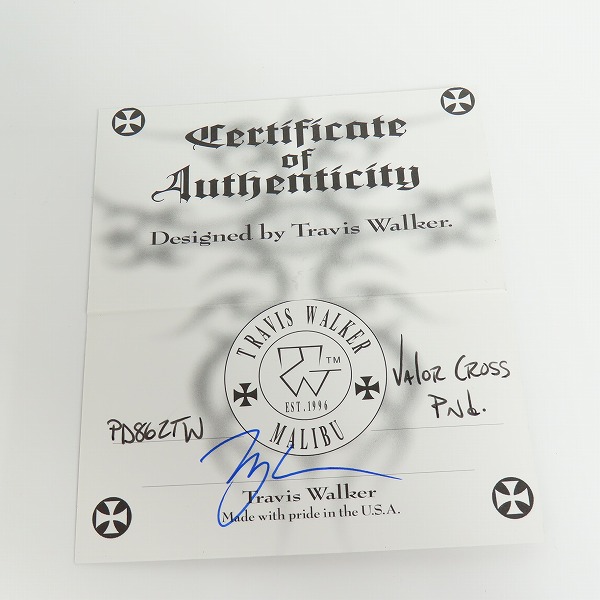 Certificate
of
Authenticity
Designed by Travis Walker.
TRAVIS WALKER
TW TM
EST.1996
MALIBU
VALOR CROSS
PNd.
PD862TW
Travis Walker
Made with pride in the U.S.A.